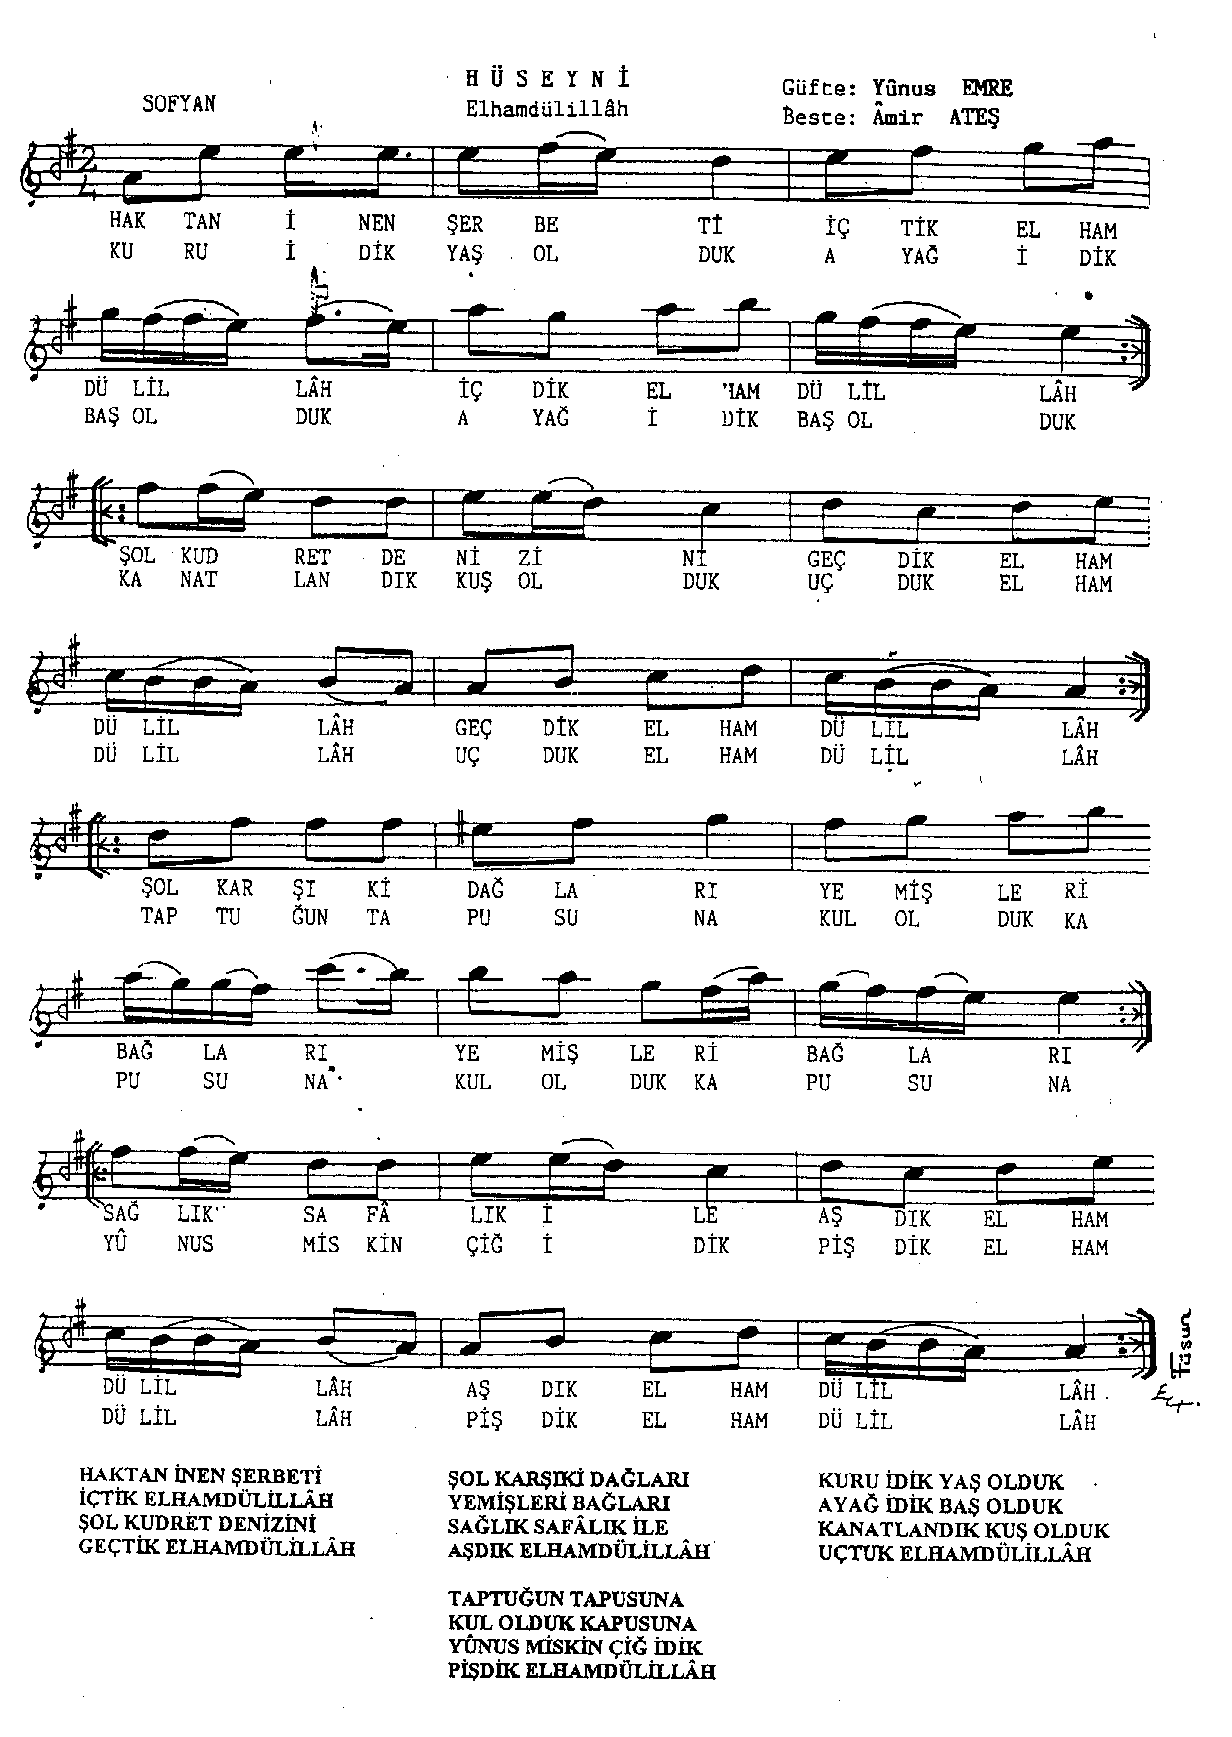 HÜSEYNİ
SOFYAN
Elhamdülillâh
Güfte: Yûnus EMRE
Beste: Âmir ATEŞ
2/4
HAK TAN İ NEN ŞER BE Tİ İÇ TİK EL HAM
KU RU İ DİK YAŞ OL DUK A YAĞ İ DİK
DÜ LİL LÂH İÇ DİK EL HAM DÜ LİL LÂH
BAŞ OL DUK A YAĞ İ DİK BAŞ OL DUK
ŞOL KUD RET DE Nİ Zİ Nİ GEÇ DİK EL HAM
KA NAT LAN DIK KUŞ OL DUK UÇ DUK EL HAM
DÜ LİL LÂH GEÇ DİK EL HAM DÜ LİL LÂH
DÜ LİL LÂH UÇ DUK EL HAM DÜ LİL LÂH
ŞOL KAR ŞI Kİ DAĞ LA RI YE MİŞ LE Rİ
TAP TU ĞUN TA PU SU NA KUL OL DUK KA
BAĞ LA RI YE MİŞ LE Rİ BAĞ LA RI
PU SU NA KUL OL DUK KA PU SU NA
SAĞ LIK SA FÂ LIK İ LE AŞ DIK EL HAM
YÛ NUS MİS KİN ÇİĞ İ DİK PİŞ DİK EL HAM
DÜ LİL LÂH AŞ DIK EL HAM DÜ LİL LÂH
DÜ LİL LÂH PİŞ DİK EL HAM DÜ LİL LÂH
Füsun
HAKTAN İNEN ŞERBETİ
İÇTİK ELHAMDÜLİLLÂH
ŞOL KUDRET DENİZİNİ
GEÇTİK ELHAMDÜLİLLÂH
ŞOL KARŞIKİ DAĞLARI
YEMİŞLERİ BAĞLARI
SAĞLIK SAFÂLIK İLE
AŞDIK ELHAMDÜLİLLÂH
KURU İDİK YAŞ OLDUK
AYAĞ İDİK BAŞ OLDUK
KANATLANDIK KUŞ OLDUK
UÇTUK ELHAMDÜLİLLÂH
TAPTUĞUN TAPUSUNA
KUL OLDUK KAPUSUNA
YÛNUS MİSKİN ÇİĞ İDİK
PİŞDİK ELHAMDÜLİLLÂH